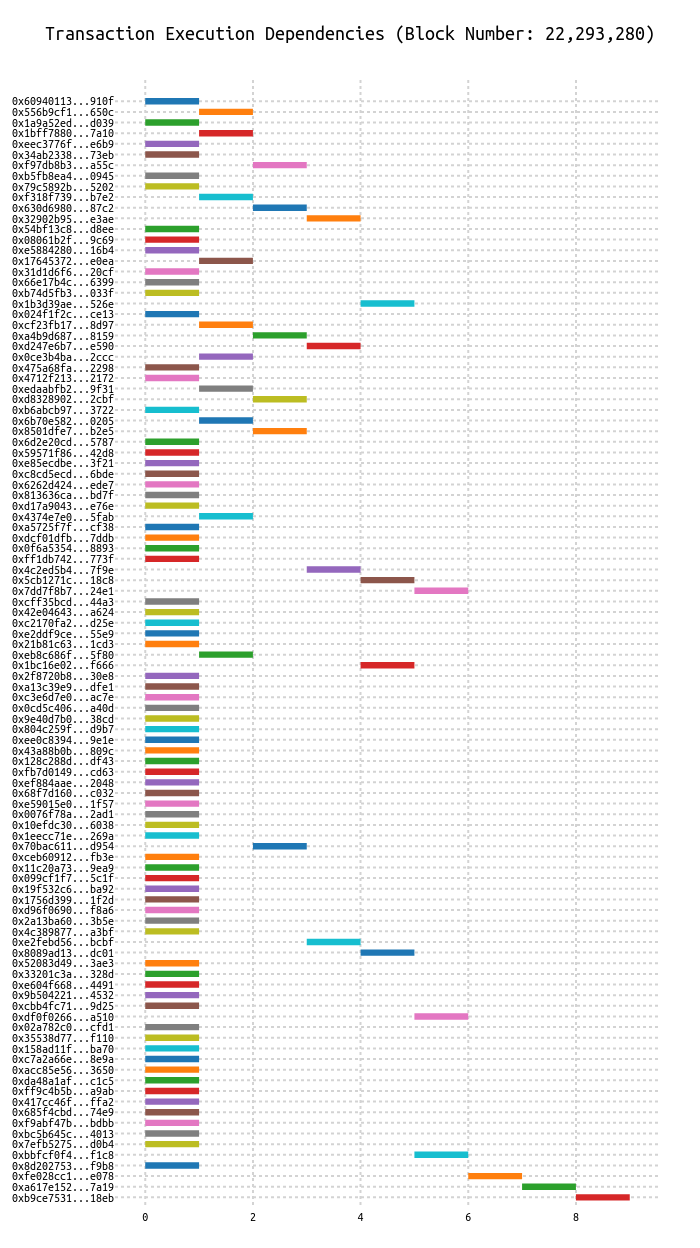 Transaction Execution Dependencies (Block Number: 22,293,280)
0x60940113...910f
0x556b9cf1...650c
0x1a9a52ed...d039
0x1bff7880...7a10
0xeec3776f...e6b9
0x34ab2338...73eb
0xf97db8b3...a55c
0xb5fb8ea4...0945
0x79c5892b...5202
0xf318f739...b7e2
0x630d6980...87c2
0x32902b95...e3ae
0x54bf13c8...d8ee
0x08061b2f...9c69
0xe5884280...16b4
0x17645372...e0ea
0x31d1d6f6...20cf
0x66e17b4c...6399
0xb74d5fb3...033f
0x1b3d39ae...526e
0x024f1f2c...ce13
0xcf23fb17...8d97
0xa4b9d687...8159
0xd247e6b7...e590
0x0ce3b4ba...2ccc
0x475a68fa...2298
0x4712f213...2172
0xedaabfb2...9f31
0xd8328902...2cbf
0xb6abcb97...3722
0x6b70e582...0205
0x8501dfe7...b2e5
0x6d2e20cd...5787
0x59571f86...42d8
0xe85ecdbe...3f21
0xc8cd5ecd...6bde
0x6262d424...ede7
0x813636ca...bd7f
0xd17a9043...e76e
0x4374e7e0...5fab
0xa5725f7f...cf38
0xdcf01dfb...7ddb
0x0f6a5354...8893
0xff1db742...773f
0x4c2ed5b4...7f9e
0x5cb1271c...18c8
0x7dd7f8b7...24e1
0xcff35bcd...44a3
0x42e04643...a624
0xc2170fa2...d25e
0xe2ddf9ce...55e9
0x21b81c63...1cd3
0xeb8c686f...5f80
0x1bc16e02...f666
0x2f8720b8...30e8
0xa13c39e9...dfe1
0xc3e6d7e0...ac7e
0x0cd5c406...a40d
0x9e40d7b0...38cd
0x804c259f...d9b7
0xee0c8394...9e1e
0x43a88b0b...809c
0x128c288d...df43
0xfb7d0149...cd63
0xef884aae...2048
0x68f7d160...c032
0xe59015e0...1f57
0x0076f78a...2ad1
0x10efdc30...6038
0x1eecc71e...269a
0x70bac611...d954
0xceb60912...fb3e
0x11c20a73...9ea9
0x099cf1f7...5c1f
0x19f532c6...ba92
0x1756d399...1f2d
0xd96f0690...f8a6
0x2a13ba60...3b5e
0x4c389877...a3bf
0xe2febd56...bcbf
0x8089ad13...dc01
0x52083d49...3ae3
0x33201c3a...328d
0xe604f668...4491
0x9b504221...4532
0xcbb4fc71...9d25
0xdf0f0266...a510
0x02a782c0...cfd1
0x35538d77...f110
0x158ad11f...ba70
0xc7a2a66e...8e9a
0xacc85e56...3650
0xda48a1af...c1c5
0xff9c4b5b...a9ab
0x417cc46f...ffa2
0x685f4cbd...74e9
0xf9abf47b...bdbb
0xbc5b645c...4013
0x7efb5275...d0b4
0xbbfcf0f4...f1c8
0x8d202753...f9b8
0xfe028cc1...e078
0xa617e152...7a19
0xb9ce7531...18eb
0 2 4 6 8